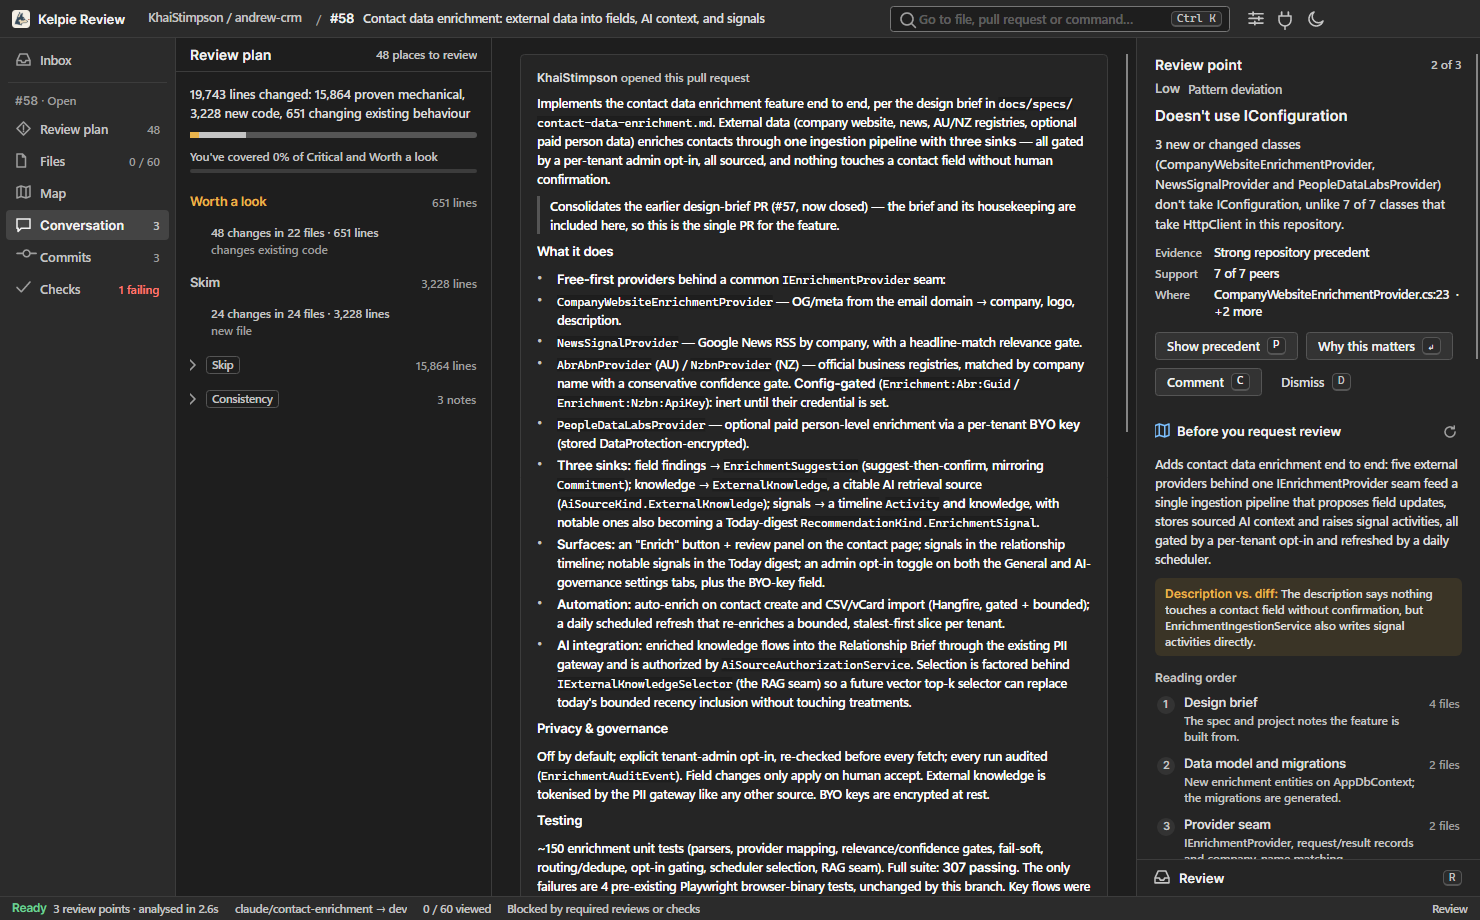 Kelpie Review
KhaiStimpson / andrew-crm / #58 Contact data enrichment: external data into fields, AI context, and signals
Go to file, pull request or command... Ctrl K
Inbox
#58 · Open
Review plan 48
Files 0 / 60
Map
Conversation 3
Commits 3
Checks 1 failing
Review plan 48 places to review
19,743 lines changed: 15,864 proven mechanical,
3,228 new code, 651 changing existing behaviour
You've covered 0% of Critical and Worth a look
Worth a look 651 lines
48 changes in 22 files · 651 lines
changes existing code
Skim 3,228 lines
24 changes in 24 files · 3,228 lines
new file
Skip 15,864 lines
Consistency 3 notes
KhaiStimpson opened this pull request
Implements the contact data enrichment feature end to end, per the design brief in docs/specs/
contact-data-enrichment.md. External data (company website, news, AU/NZ registries, optional
paid person data) enriches contacts through one ingestion pipeline with three sinks — all gated
by a per-tenant admin opt-in, all sourced, and nothing touches a contact field without human
confirmation.
Consolidates the earlier design-brief PR (#57, now closed) — the brief and its housekeeping are
included here, so this is the single PR for the feature.
What it does
• Free-first providers behind a common IEnrichmentProvider seam:
• CompanyWebsiteEnrichmentProvider — OG/meta from the email domain → company, logo,
description.
• NewsSignalProvider — Google News RSS by company, with a headline-match relevance gate.
• AbrAbnProvider (AU) / NzbnProvider (NZ) — official business registries, matched by company
name with a conservative confidence gate. Config-gated (Enrichment:Abr:Guid /
Enrichment:Nzbn:ApiKey): inert until their credential is set.
• PeopleDataLabsProvider — optional paid person-level enrichment via a per-tenant BYO key
(stored DataProtection-encrypted).
• Three sinks: field findings → EnrichmentSuggestion (suggest-then-confirm, mirroring
Commitment); knowledge → ExternalKnowledge, a citable AI retrieval source
(AiSourceKind.ExternalKnowledge); signals → a timeline Activity and knowledge, with
notable ones also becoming a Today-digest RecommendationKind.EnrichmentSignal.
• Surfaces: an "Enrich" button + review panel on the contact page; signals in the relationship
timeline; notable signals in the Today digest; an admin opt-in toggle on both the General and AI-
governance settings tabs, plus the BYO-key field.
• Automation: auto-enrich on contact create and CSV/vCard import (Hangfire, gated + bounded);
a daily scheduled refresh that re-enriches a bounded, stalest-first slice per tenant.
• AI integration: enriched knowledge flows into the Relationship Brief through the existing PII
gateway and is authorized by AiSourceAuthorizationService. Selection is factored behind
IExternalKnowledgeSelector (the RAG seam) so a future vector top-k selector can replace
today's bounded recency inclusion without touching treatments.
Privacy & governance
Off by default; explicit tenant-admin opt-in, re-checked before every fetch; every run audited
(EnrichmentAuditEvent). Field changes only apply on human accept. External knowledge is
tokenised by the PII gateway like any other source. BYO keys are encrypted at rest.
Testing
~150 enrichment unit tests (parsers, provider mapping, relevance/confidence gates, fail-soft,
routing/dedupe, opt-in gating, scheduler selection, RAG seam). Full suite: 307 passing. The only
failures are 4 pre-existing Playwright browser-binary tests, unchanged by this branch. Key flows were
Review point 2 of 3
Low Pattern deviation
Doesn't use IConfiguration
3 new or changed classes
(CompanyWebsiteEnrichmentProvider,
NewsSignalProvider and PeopleDataLabsProvider)
don't take IConfiguration, unlike 7 of 7 classes that
take HttpClient in this repository.
Evidence Strong repository precedent
Support 7 of 7 peers
Where CompanyWebsiteEnrichmentProvider.cs:23 ·
+2 more
Show precedent P Why this matters ↵
Comment C Dismiss D
Before you request review
Adds contact data enrichment end to end: five external
providers behind one IEnrichmentProvider seam feed a
single ingestion pipeline that proposes field updates,
stores sourced AI context and raises signal activities, all
gated by a per-tenant opt-in and refreshed by a daily
scheduler.
Description vs. diff: The description says nothing
touches a contact field without confirmation, but
EnrichmentIngestionService also writes signal
activities directly.
Reading order
1 Design brief 4 files
The spec and project notes the feature is
built from.
2 Data model and migrations 2 files
New enrichment entities on AppDbContext;
the migrations are generated.
3 Provider seam 2 files
IEnrichmentProvider, request/result records
and company-name matching.
Review R
Ready 3 review points · analysed in 2.6s claude/contact-enrichment → dev 0 / 60 viewed Blocked by required reviews or checks Review